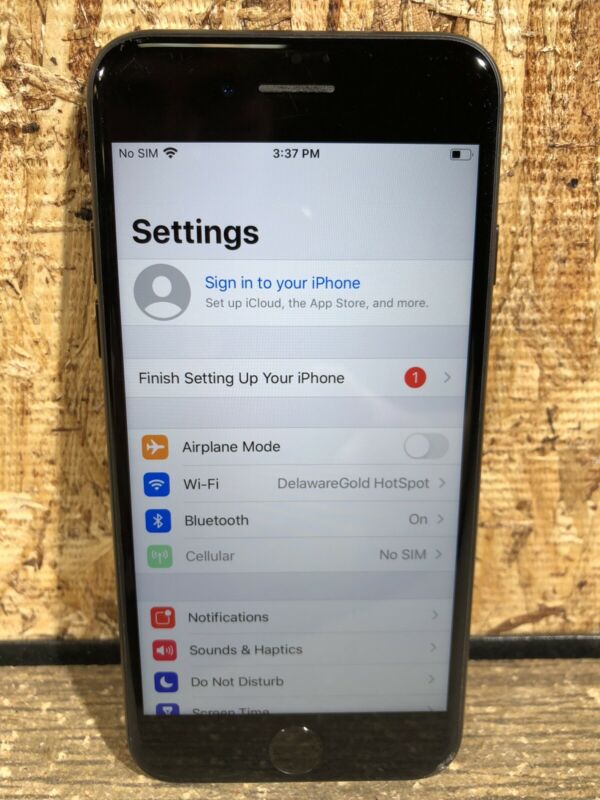 No SIM 3:37 PM
Settings
Sign in to your iPhone
Set up iCloud, the App Store, and more.
Finish Setting Up Your iPhone 1
Airplane Mode
Wi-Fi DelawareGold HotSpot
Bluetooth On
Cellular No SIM
Notifications
Sounds & Haptics
Do Not Disturb
Screen Time